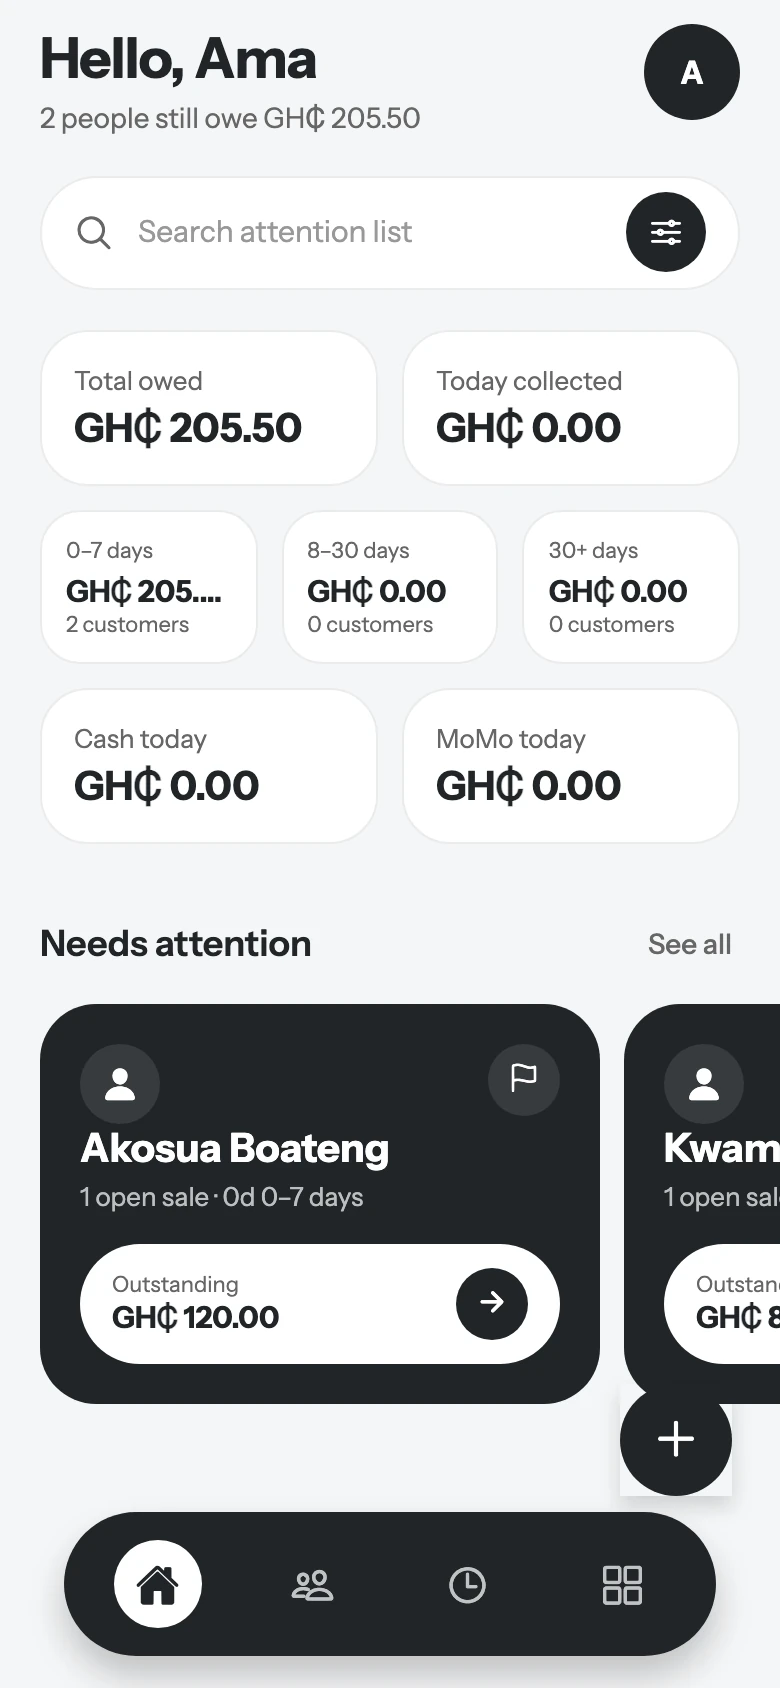 Hello, Ama
A
2 people still owe GH₵ 205.50
Search attention list
Total owed
GH₵ 205.50
Today collected
GH₵ 0.00
0–7 days
GH₵ 205....
2 customers
8–30 days
GH₵ 0.00
0 customers
30+ days
GH₵ 0.00
0 customers
Cash today
GH₵ 0.00
MoMo today
GH₵ 0.00
Needs attention
See all
Akosua Boateng
1 open sale · 0d 0–7 days
Outstanding
GH₵ 120.00
Kwam
1 open sal
Outstan
GH₵ 8